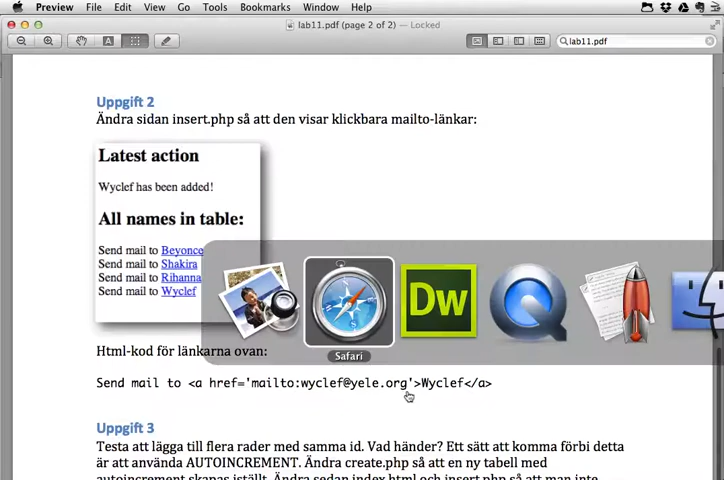 Preview File Edit View Go Tools Bookmarks Window Help
lab11.pdf (page 2 of 2) — Locked
lab11.pdf
Uppgift 2
Ändra sidan insert.php så att den visar klickbara mailto-länkar:
Latest action
Wyclef has been added!
All names in table:
Send mail to Beyonce
Send mail to Shakira
Send mail to Rihanna
Send mail to Wyclef
Dw
Safari
Html-kod för länkarna ovan:
Send mail to <a href='mailto:wyclef@yele.org'>Wyclef</a>
Uppgift 3
Testa att lägga till flera rader med samma id. Vad händer? Ett sätt att komma förbi detta
är att använda AUTOINCREMENT. Ändra create.php så att en ny tabell med
autoincrement skapas istället. Ändra sedan index.html och insert.php så att man inte